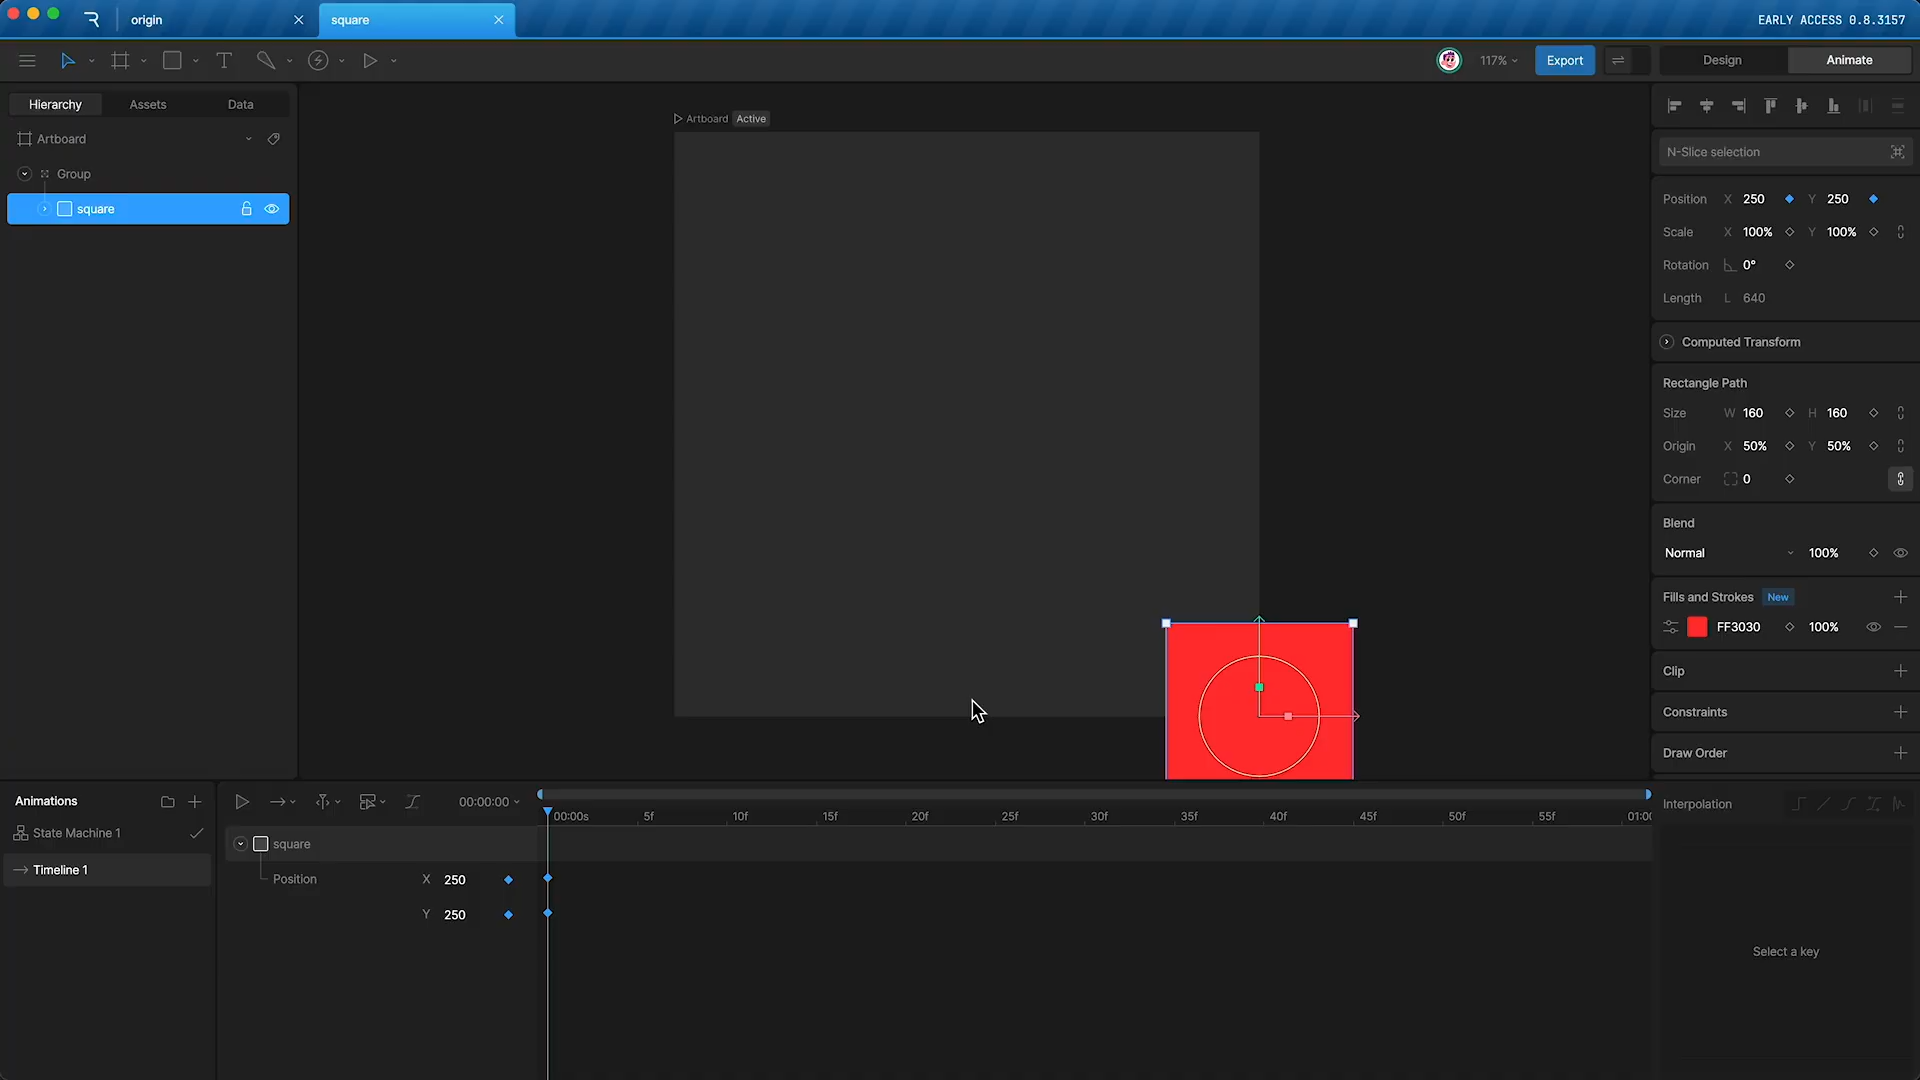 origin
square
EARLY ACCESS 0.8.3157
117%
Export
Design
Animate
Hierarchy
Assets
Data
Artboard
Group
square
Artboard
Active
N-Slice selection
Position X 250 Y 250
Scale X 100% Y 100%
Rotation 0°
Length L 640
Computed Transform
Rectangle Path
Size W 160 H 160
Origin X 50% Y 50%
Corner 0
Blend
Normal 100%
Fills and Strokes New
FF3030 100%
Clip
Constraints
Draw Order
Animations
State Machine 1
Timeline 1
00:00:00
00:00s 5f 10f 15f 20f 25f 30f 35f 40f 45f 50f 55f 01:00
square
Position X 250
Y 250
Interpolation
Select a key